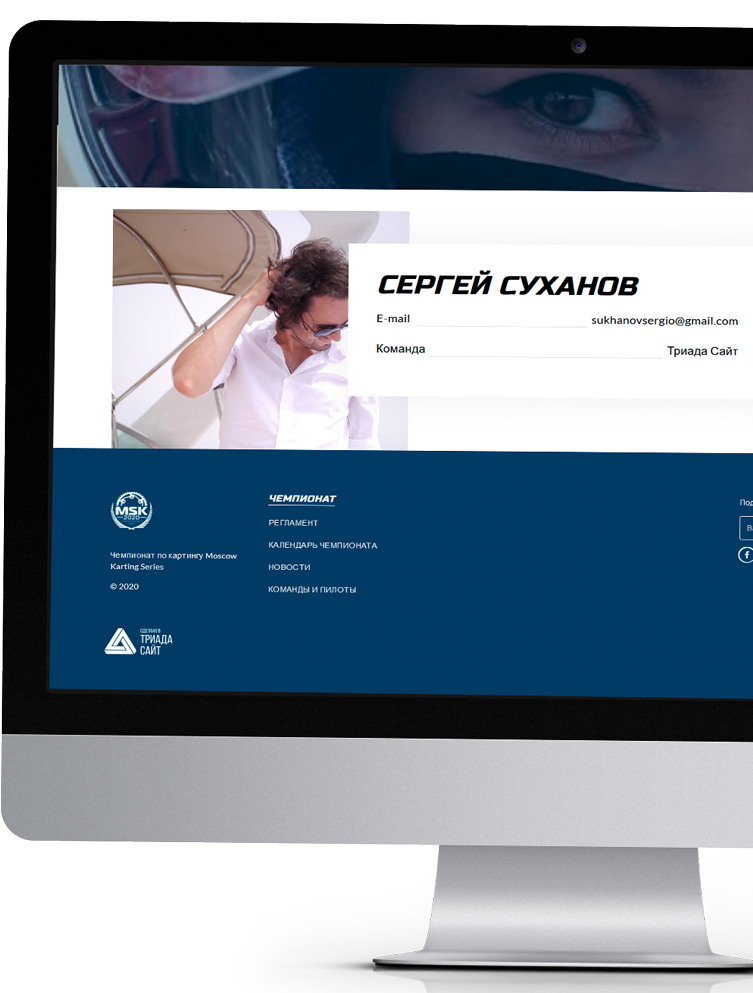 СЕРГЕЙ СУХАНОВ
E-mail sukhanovsergio@gmail.com
Команда Триада Сайт
MSK
2020
Чемпионат по картингу Moscow
Karting Series
© 2020
СДЕЛАНО В
ТРИАДА
САЙТ
ЧЕМПИОНАТ
РЕГЛАМЕНТ
КАЛЕНДАРЬ ЧЕМПИОНАТА
НОВОСТИ
КОМАНДЫ И ПИЛОТЫ
Под